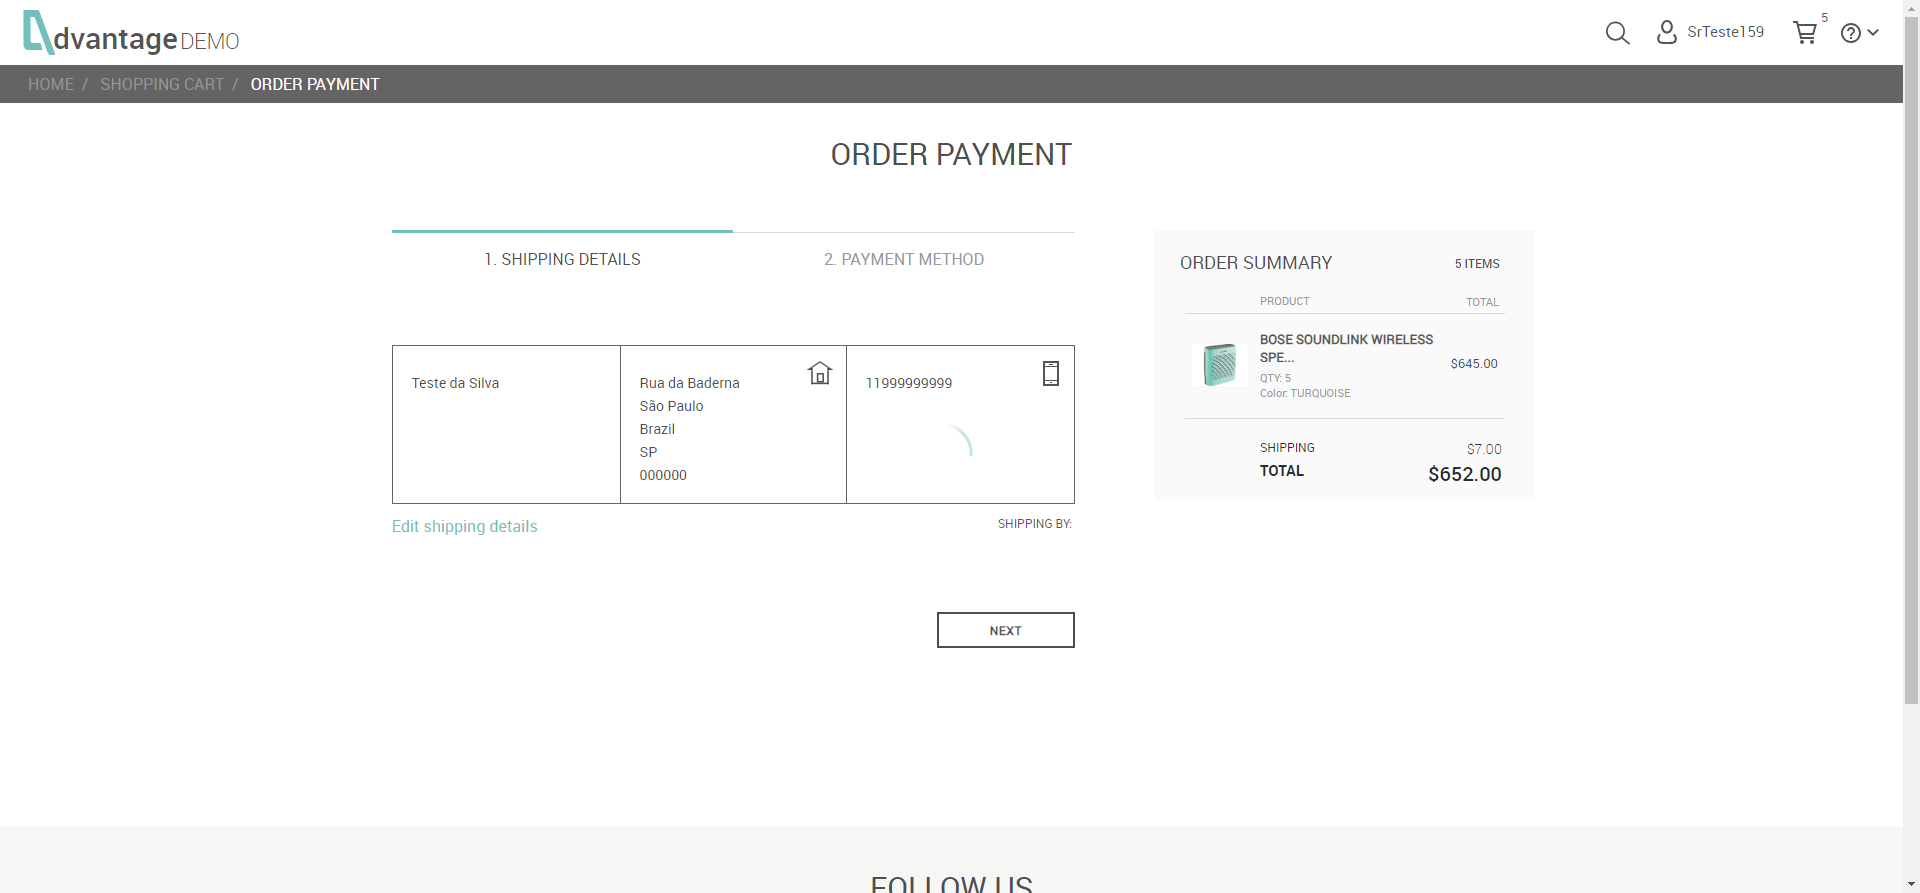 dvantage DEMO
SrTeste159
5
HOME / SHOPPING CART / ORDER PAYMENT
ORDER PAYMENT
1. SHIPPING DETAILS
2. PAYMENT METHOD
Teste da Silva
Rua da Baderna
São Paulo
Brazil
SP
000000
11999999999
Edit shipping details
SHIPPING BY:
NEXT
ORDER SUMMARY
5 ITEMS
PRODUCT
TOTAL
BOSE SOUNDLINK WIRELESS
SPE...
QTY: 5
Color: TURQUOISE
$645.00
SHIPPING
$7.00
TOTAL
$652.00
FOLLOW US